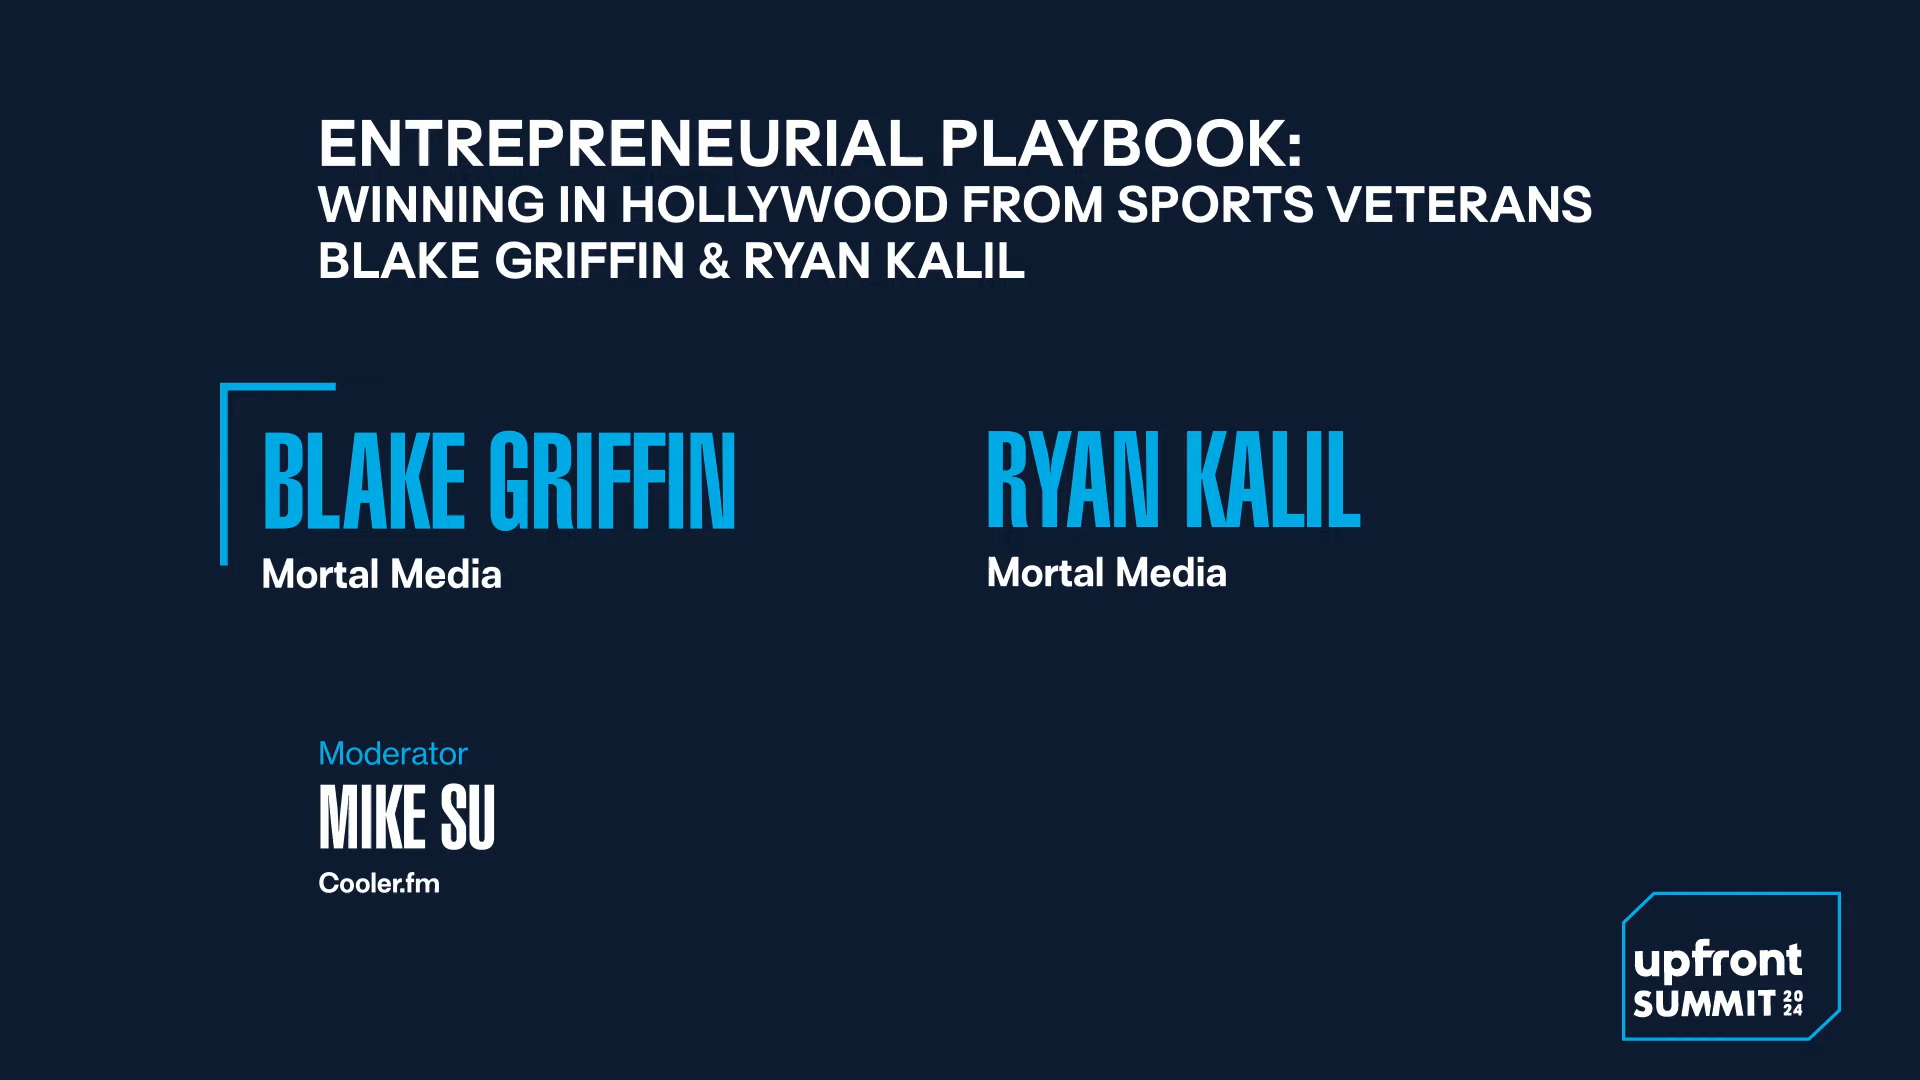 ENTREPRENEURIAL PLAYBOOK:
WINNING IN HOLLYWOOD FROM SPORTS VETERANS
BLAKE GRIFFIN & RYAN KALIL
BLAKE GRIFFIN
Mortal Media
RYAN KALIL
Mortal Media
Moderator
MIKE SU
Cooler.fm
upfront
SUMMIT 20
24